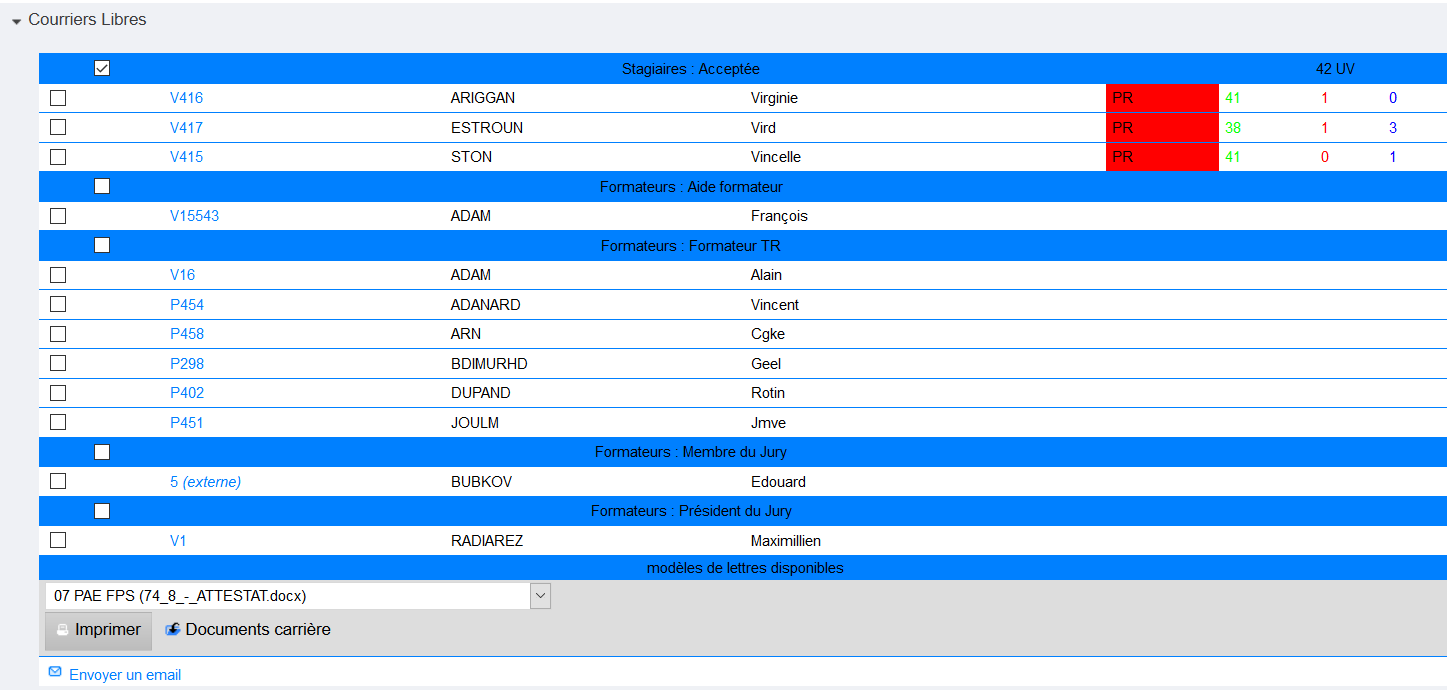 Courriers Libres
Stagiaires : Acceptée 42 UV
V416 ARIGGAN Virginie PR 41 1 0
V417 ESTROUN Vird PR 38 1 3
V415 STON Vincelle PR 41 0 1
Formateurs : Aide formateur
V15543 ADAM François
Formateurs : Formateur TR
V16 ADAM Alain
P454 ADANARD Vincent
P458 ARN Cgke
P298 BDIMURHD Geel
P402 DUPAND Rotin
P451 JOULM Jmve
Formateurs : Membre du Jury
5 (externe) BUBKOV Edouard
Formateurs : Président du Jury
V1 RADIAREZ Maximillien
modèles de lettres disponibles
07 PAE FPS (74_8_-_ATTESTAT.docx)
Imprimer Documents carrière
Envoyer un email